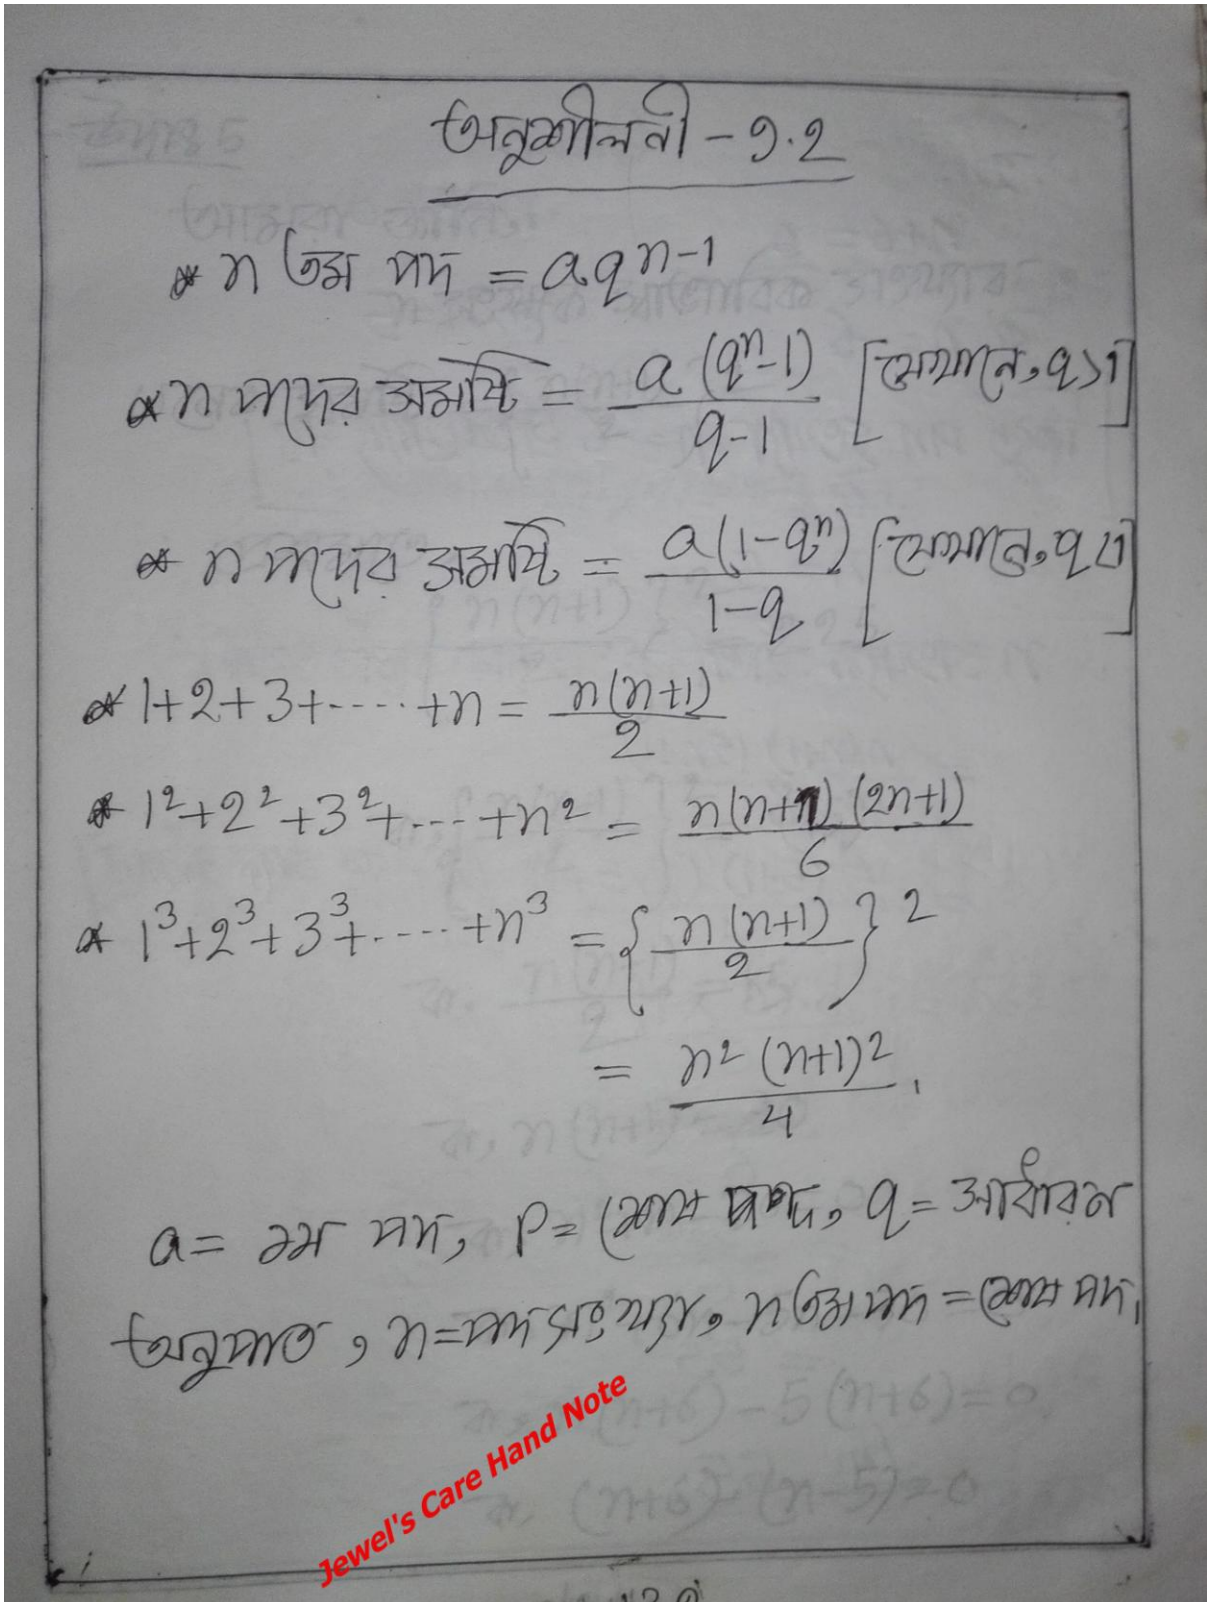 অনুশীলনী - ১.২
* n তম পদ = aqⁿ⁻¹
* n পদের সমষ্টি = a(qⁿ-1)/(q-1) [যেখানে, q>1]
* n পদের সমষ্টি = a(1-qⁿ)/(1-q) [যেখানে, q<1]
* 1+2+3+-----+n = n(n+1)/2
* 1²+2²+3²+---+n² = n(n+1)(2n+1)/6
* 1³+2³+3³+-----+n³ = {n(n+1)/2}²
= n²(n+1)²/4 ,
a = ১ম পদ, p = শেষ পদ, q = সাধারণ
অনুপাত, n = পদ সংখ্যা, n তম পদ = শেষ পদ,
Jewel's Care Hand Note